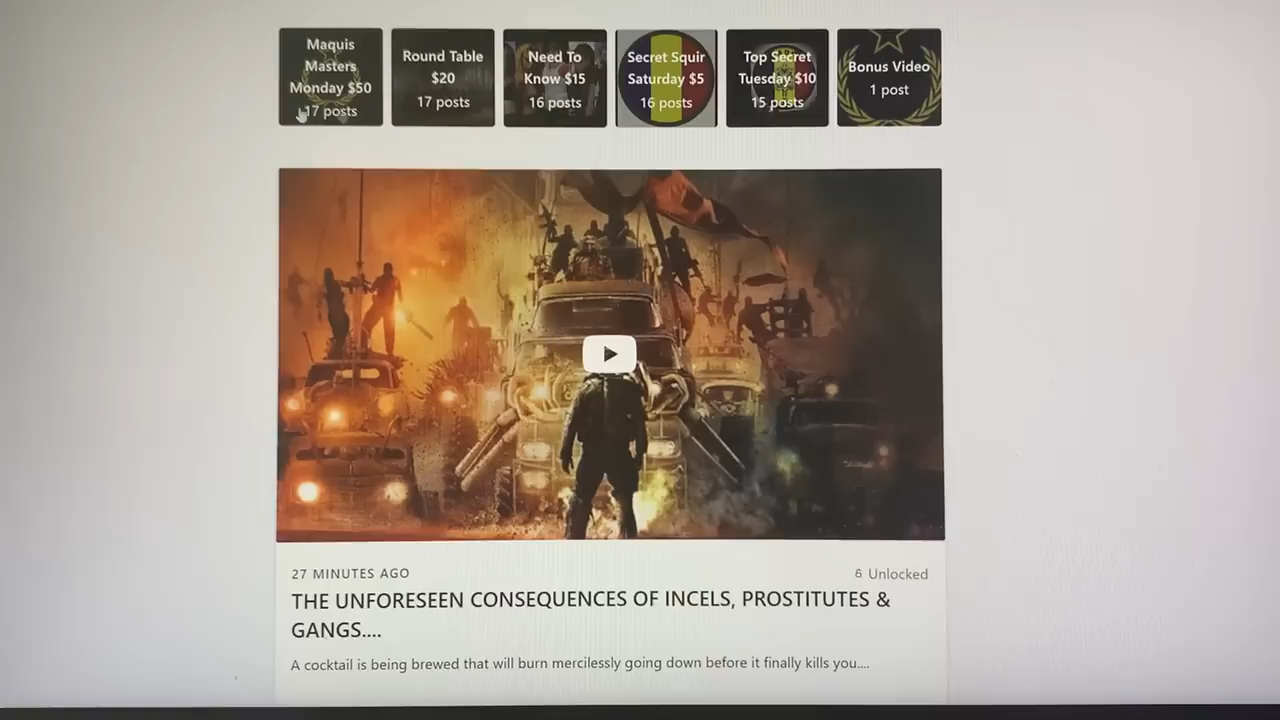 Maquis
Masters
Monday $50
17 posts
Round Table
$20
17 posts
Need To
Know $15
16 posts
Secret Squir
Saturday $5
16 posts
Top Secret
Tuesday $10
15 posts
Bonus Video
1 post
27 MINUTES AGO
Unlocked
THE UNFORESEEN CONSEQUENCES OF INCELS, PROSTITUTES &
GANGS....
A cocktail is being brewed that will burn mercilessly going down before it finally kills you....